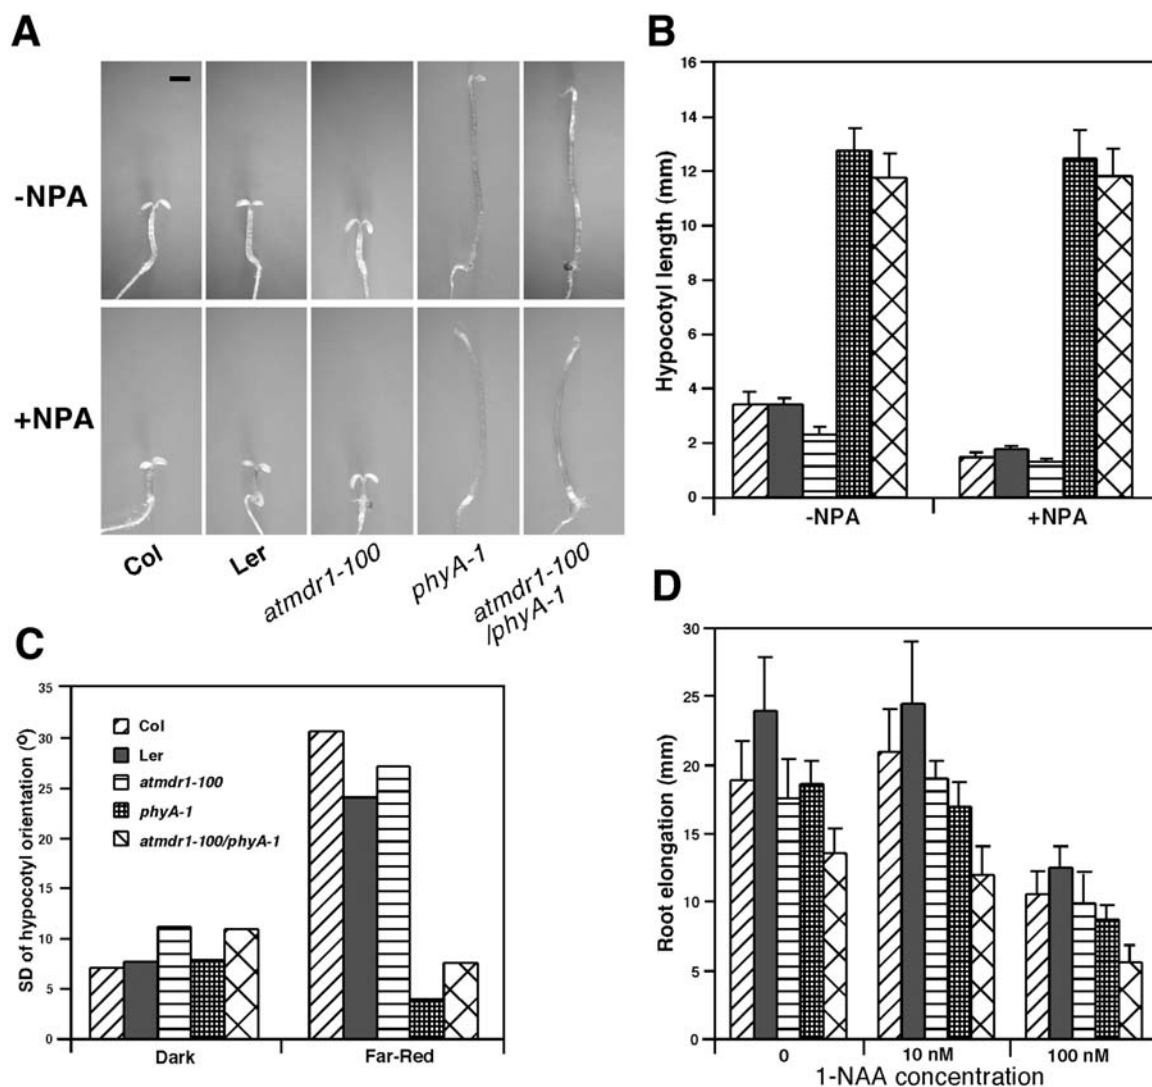 A
-NPA
+NPA
Col
Ler
atmdr1-100
phyA-1
atmdr1-100
/phyA-1
B
Hypocotyl length (mm)
16
14
12
10
8
6
4
2
0
-NPA
+NPA
C
SD of hypocotyl orientation (O)
35
30
25
20
15
10
5
0
Col
Ler
atmdr1-100
phyA-1
atmdr1-100/phyA-1
Dark
Far-Red
D
Root elongation (mm)
30
25
20
15
10
5
0
0
10 nM
100 nM
1-NAA concentration